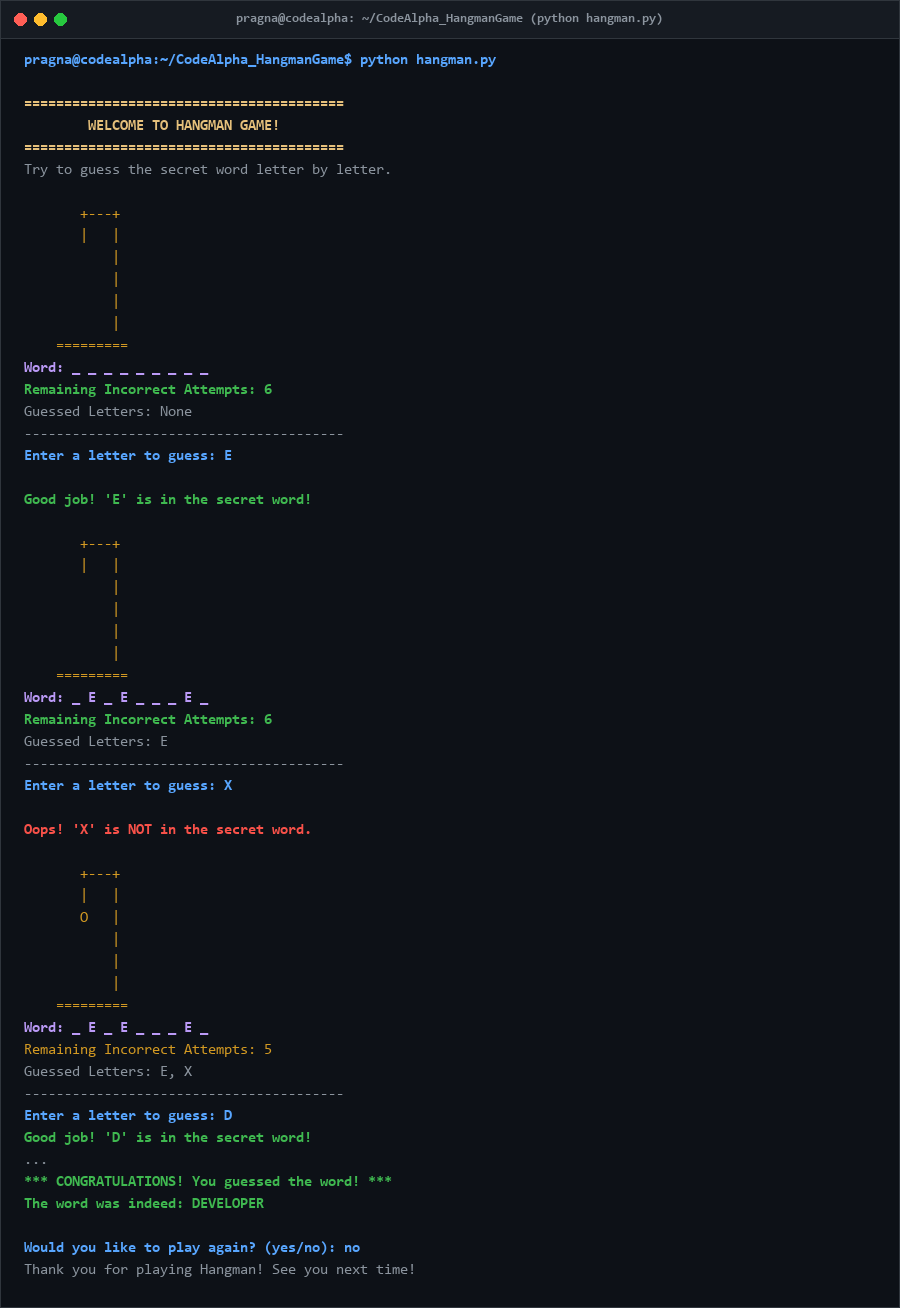 pragna@codealpha: ~/CodeAlpha_HangmanGame (python hangman.py)
pragna@codealpha:~/CodeAlpha_HangmanGame$ python hangman.py
========================================
        WELCOME TO HANGMAN GAME!
========================================
Try to guess the secret word letter by letter.
       +---+
       |   |
           |
           |
           |
           |
    =========
Word: _ _ _ _ _ _ _ _ _
Remaining Incorrect Attempts: 6
Guessed Letters: None
----------------------------------------
Enter a letter to guess: E
Good job! 'E' is in the secret word!
       +---+
       |   |
           |
           |
           |
           |
    =========
Word: _ E _ E _ _ _ E _
Remaining Incorrect Attempts: 6
Guessed Letters: E
----------------------------------------
Enter a letter to guess: X
Oops! 'X' is NOT in the secret word.
       +---+
       |   |
       O   |
           |
           |
           |
    =========
Word: _ E _ E _ _ _ E _
Remaining Incorrect Attempts: 5
Guessed Letters: E, X
----------------------------------------
Enter a letter to guess: D
Good job! 'D' is in the secret word!
...
*** CONGRATULATIONS! You guessed the word! ***
The word was indeed: DEVELOPER
Would you like to play again? (yes/no): no
Thank you for playing Hangman! See you next time!